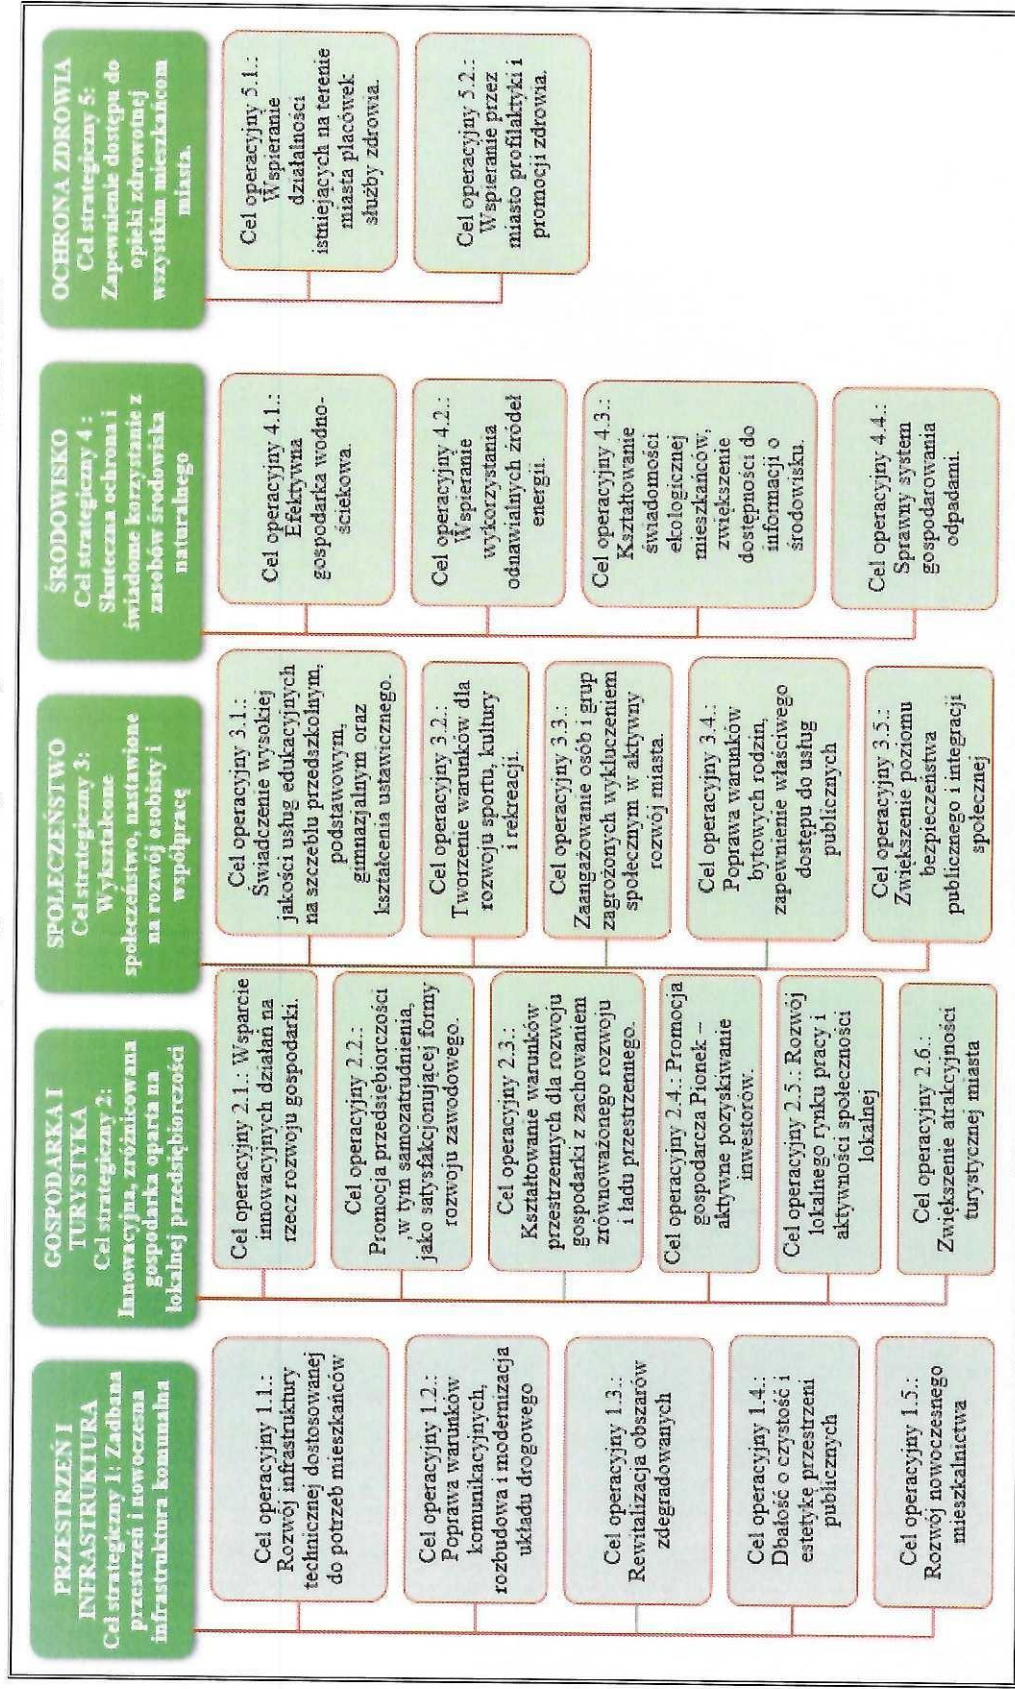 PRZESTRZEŃ I
INFRASTRUKTURA
Cel strategiczny 1: Zadbana
przestrzeń i nowoczesna
infrastruktura komunalna
Cel operacyjny 1.1.:
Rozwój infrastruktury
technicznej dostosowanej
do potrzeb mieszkańców
Cel operacyjny 1.2.:
Poprawa warunków
komunikacyjnych,
rozbudowa i modernizacja
układu drogowego
Cel operacyjny 1.3.:
Rewitalizacja obszarów
zdegradowanych
Cel operacyjny 1.4.:
Dbałość o czystość i
estetykę przestrzeni
publicznych
Cel operacyjny 1.5.:
Rozwój nowoczesnego
mieszkalnictwa
GOSPODARKA I
TURYSTYKA
Cel strategiczny 2:
Innowacyjna, zróżnicowana
gospodarka oparta na
lokalnej przedsiębiorczości
Cel operacyjny 2.1.: Wsparcie
innowacyjnych działań na
rzecz rozwoju gospodarki.
Cel operacyjny 2.2.:
Promocja przedsiębiorczości
,w tym samozatrudnienia,
jako satysfakcjonującej formy
rozwoju zawodowego.
Cel operacyjny 2.3.:
Kształtowanie warunków
przestrzennych dla rozwoju
gospodarki z zachowaniem
zrównoważonego rozwoju
i ładu przestrzennego.
Cel operacyjny 2.4.: Promocja
gospodarcza Pionek –
aktywne pozyskiwanie
inwestorów.
Cel operacyjny 2.5.: Rozwój
lokalnego rynku pracy i
aktywności społeczności
lokalnej
Cel operacyjny 2.6.:
Zwiększenie atrakcyjności
turystycznej miasta
SPOŁECZEŃSTWO
Cel strategiczny 3:
Wykształcone
społeczeństwo, nastawione
na rozwój osobisty i
współpracę
Cel operacyjny 3.1.:
Świadczenie wysokiej
jakości usług edukacyjnych
na szczeblu przedszkolnym,
podstawowym,
gimnazjalnym oraz
kształcenia ustawicznego.
Cel operacyjny 3.2.:
Tworzenie warunków dla
rozwoju sportu, kultury
i rekreacji.
Cel operacyjny 3.3.:
Zaangażowanie osób i grup
zagrożonych wykluczeniem
społecznym w aktywny
rozwój miasta.
Cel operacyjny 3.4.:
Poprawa warunków
bytowych rodzin,
zapewnienie właściwego
dostępu do usług
publicznych
Cel operacyjny 3.5.:
Zwiększenie poziomu
bezpieczeństwa
publicznego i integracji
społecznej
ŚRODOWISKO
Cel strategiczny 4 :
Skuteczna ochrona i
świadome korzystanie z
zasobów środowiska
naturalnego
Cel operacyjny 4.1.:
Efektywna
gospodarka wodno-
ściekowa.
Cel operacyjny 4.2.:
Wspieranie
wykorzystania
odnawialnych źródeł
energii.
Cel operacyjny 4.3.:
Kształtowanie
świadomości
ekologicznej
mieszkańców,
zwiększenie
dostępności do
informacji o
środowisku.
Cel operacyjny 4.4.:
Sprawny system
gospodarowania
odpadami.
OCHRONA ZDROWIA
Cel strategiczny 5:
Zapewnienie dostępu do
opieki zdrowotnej
wszystkim mieszkańcom
miasta.
Cel operacyjny 5.1.:
Wspieranie
działalności
istniejących na terenie
miasta placówek
służby zdrowia.
Cel operacyjny 5.2.:
Wspieranie przez
miasto profilaktyki i
promocji zdrowia.